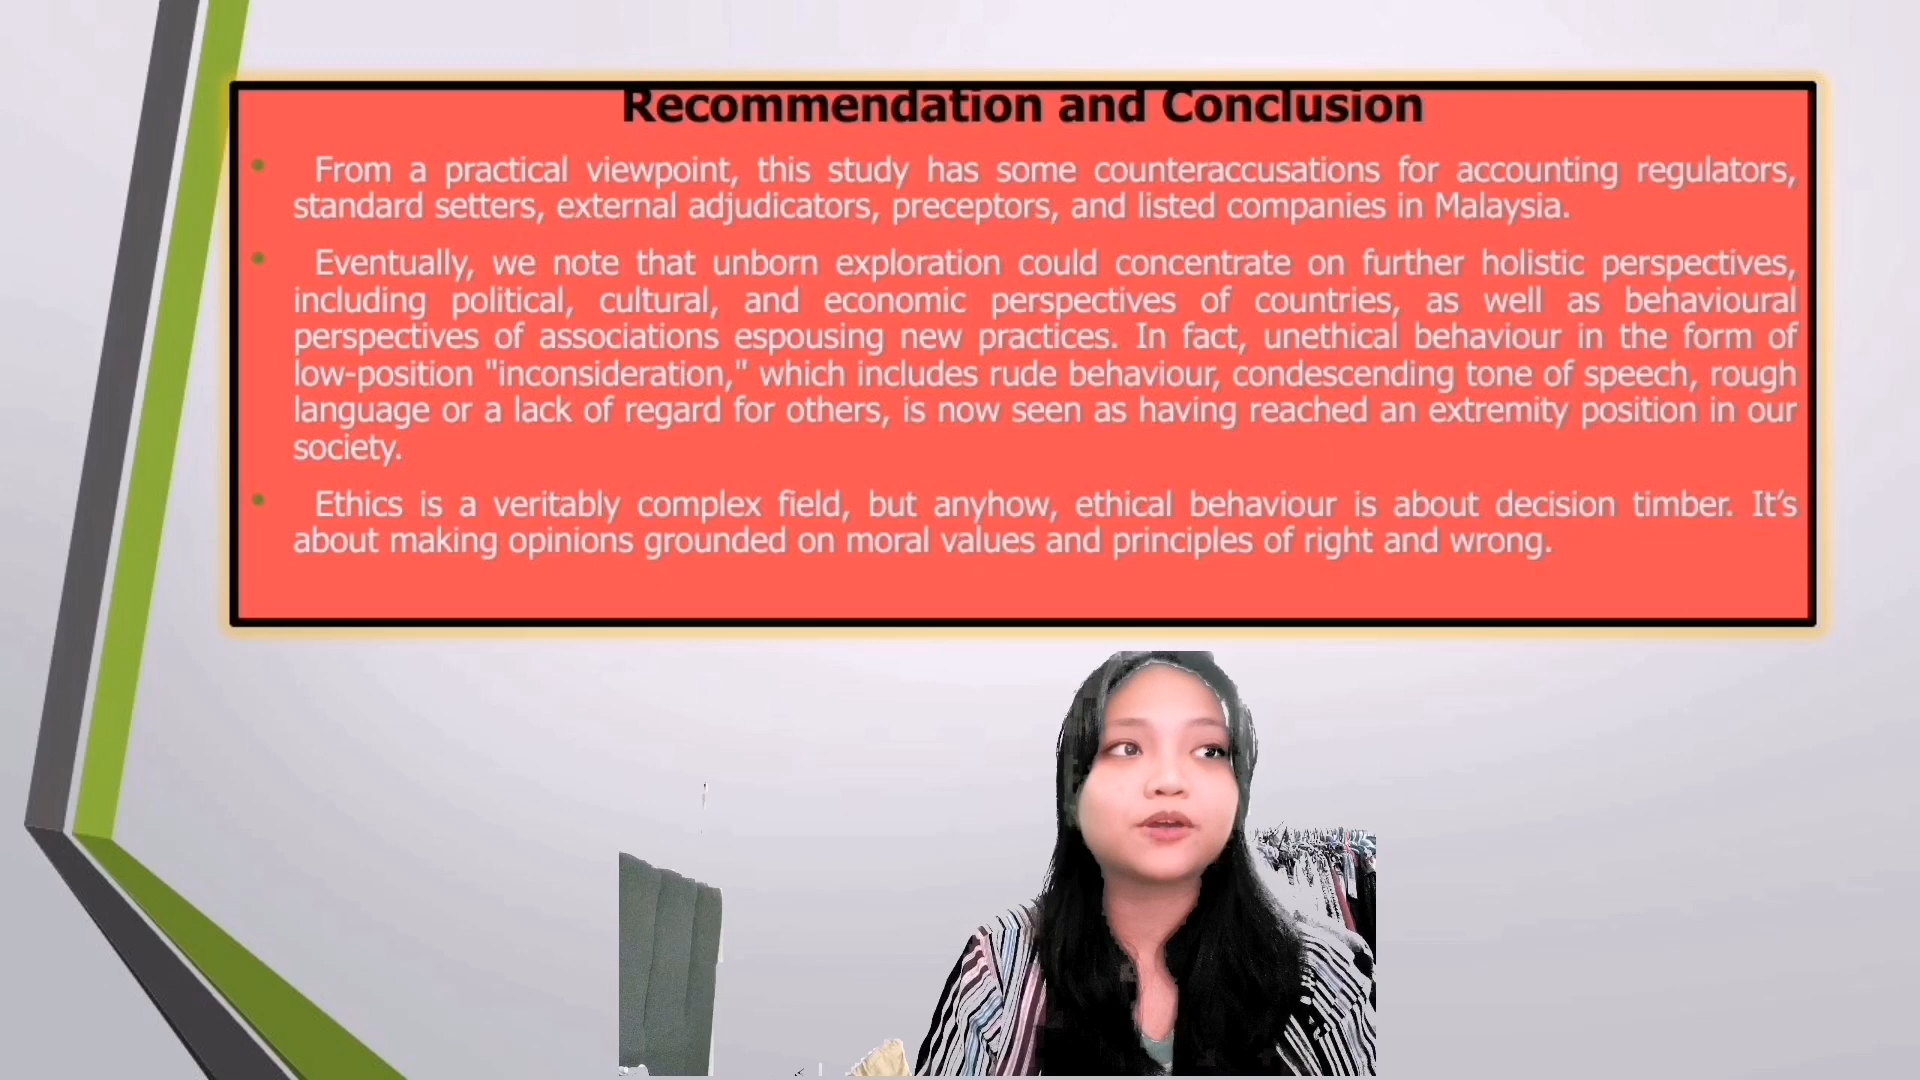 Recommendation and Conclusion
From a practical viewpoint, this study has some counteraccusations for accounting regulators,
standard setters, external adjudicators, preceptors, and listed companies in Malaysia.
Eventually, we note that unborn exploration could concentrate on further holistic perspectives,
including political, cultural, and economic perspectives of countries, as well as behavioural
perspectives of associations espousing new practices. In fact, unethical behaviour in the form of
low-position "inconsideration," which includes rude behaviour, condescending tone of speech, rough
language or a lack of regard for others, is now seen as having reached an extremity position in our
society.
Ethics is a veritably complex field, but anyhow, ethical behaviour is about decision timber. It’s
about making opinions grounded on moral values and principles of right and wrong.